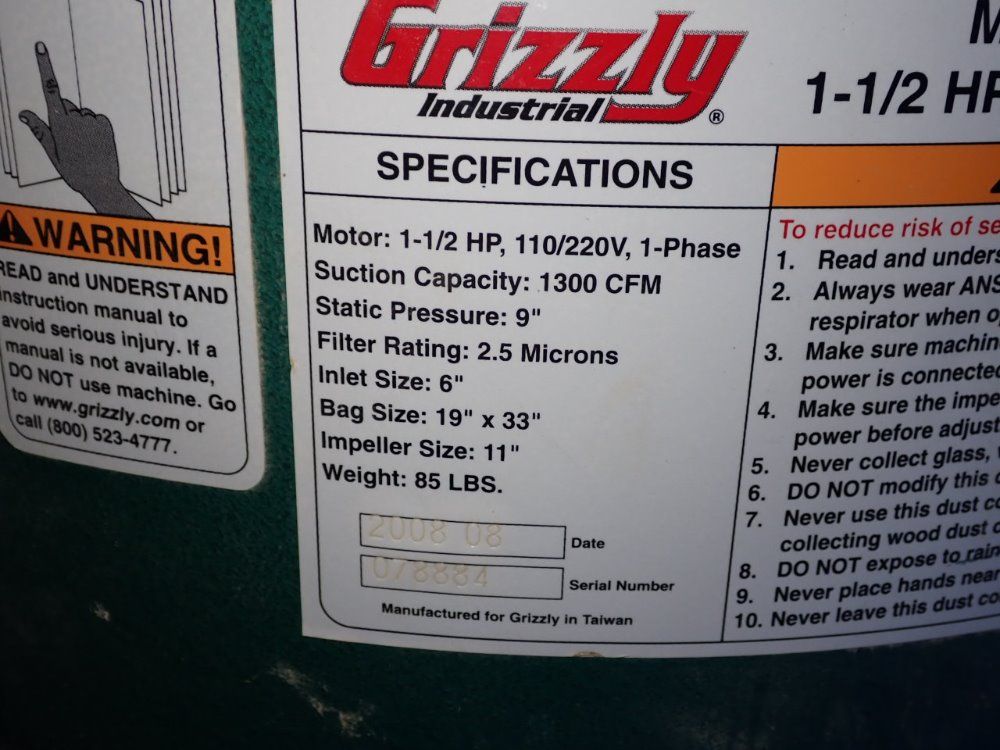 WARNING!
READ and UNDERSTAND
instruction manual to
avoid serious injury. If a
manual is not available,
DO NOT use machine. Go
to www.grizzly.com or
call (800) 523-4777.
Grizzly
Industrial®
1-1/2 HP
SPECIFICATIONS
Motor: 1-1/2 HP, 110/220V, 1-Phase
Suction Capacity: 1300 CFM
Static Pressure: 9"
Filter Rating: 2.5 Microns
Inlet Size: 6"
Bag Size: 19" x 33"
Impeller Size: 11"
Weight: 85 LBS.
2008 08 Date
078884 Serial Number
Manufactured for Grizzly in Taiwan
To reduce risk of se
1. Read and unders
2. Always wear ANS
respirator when o
3. Make sure machin
power is connected
4. Make sure the impe
power before adjust
5. Never collect glass,
6. DO NOT modify this
7. Never use this dust co
collecting wood dust
8. DO NOT expose to rain
9. Never place hands near
10. Never leave this dust co